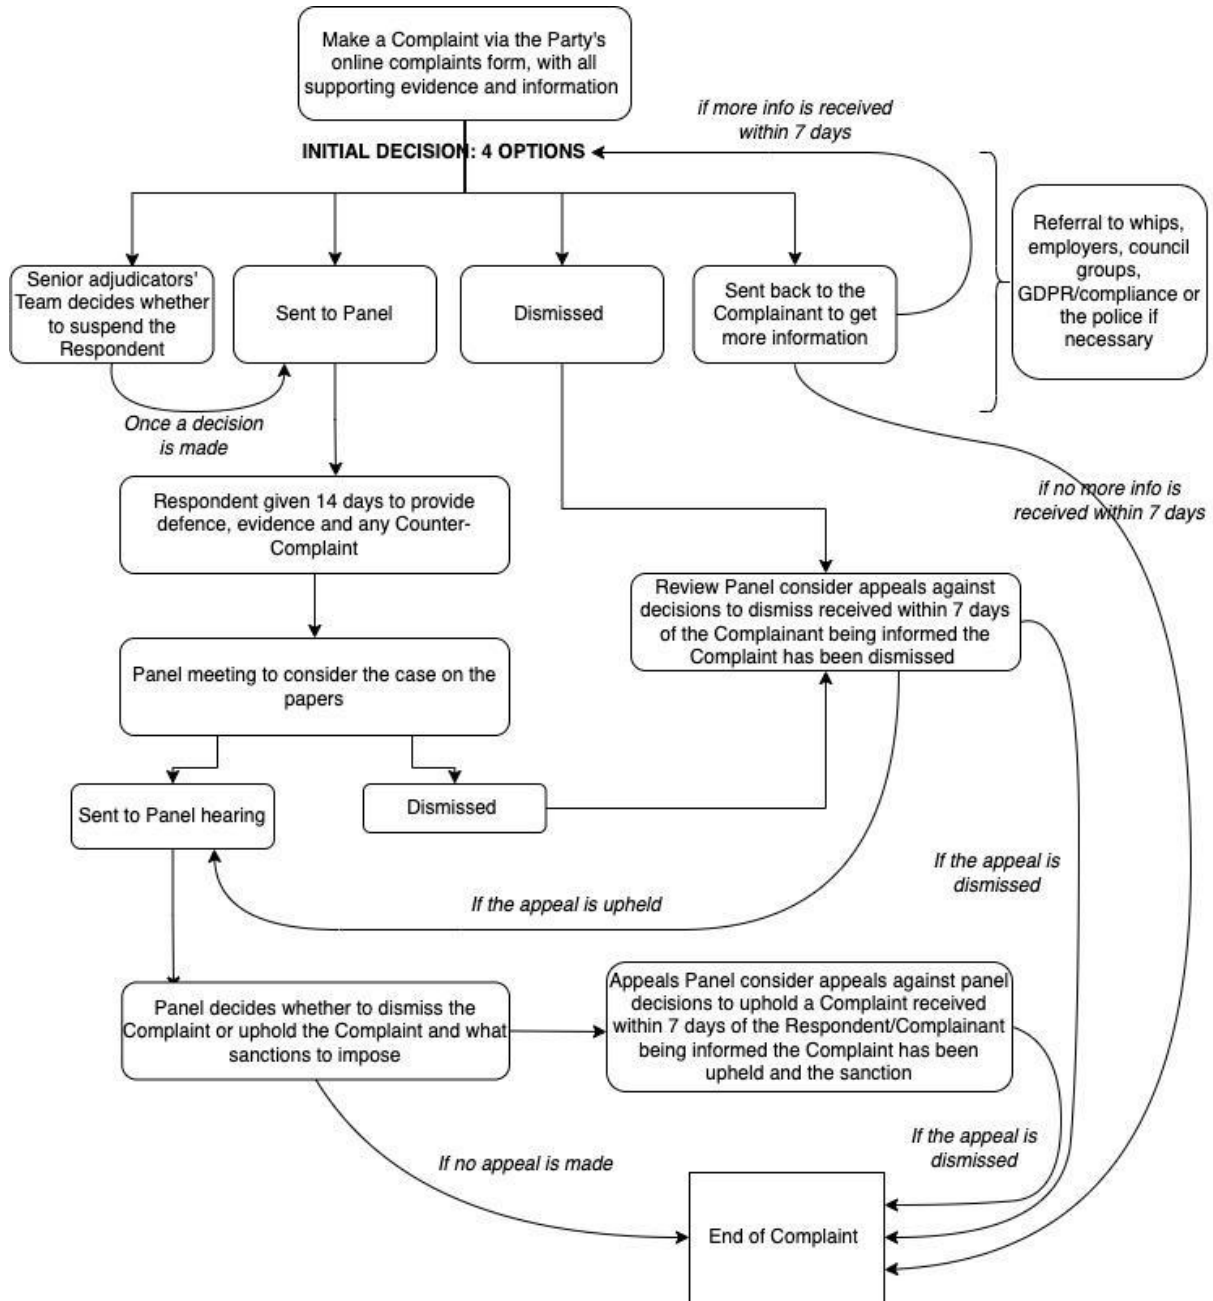 Make a Complaint via the Party's
online complaints form, with all
supporting evidence and information
if more info is received
within 7 days
INITIAL DECISION: 4 OPTIONS
Senior adjudicators'
Team decides whether
to suspend the
Respondent
Sent to Panel
Dismissed
Sent back to the
Complainant to get
more information
Referral to whips,
employers, council
groups,
GDPR/compliance or
the police if
necessary
Once a decision
is made
if no more info is
received within 7 days
Respondent given 14 days to provide
defence, evidence and any Counter-
Complaint
Review Panel consider appeals against
decisions to dismiss received within 7 days
of the Complainant being informed the
Complaint has been dismissed
Panel meeting to consider the case on the
papers
Sent to Panel hearing
Dismissed
If the appeal is upheld
If the appeal is
dismissed
Panel decides whether to dismiss the
Complaint or uphold the Complaint and what
sanctions to impose
Appeals Panel consider appeals against panel
decisions to uphold a Complaint received
within 7 days of the Respondent/Complainant
being informed the Complaint has been
upheld and the sanction
If no appeal is made
If the appeal is
dismissed
End of Complaint